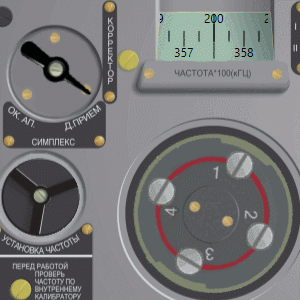 КОРРЕКТОР
9 200 2
357 358
ЧАСТОТА*100(кГЦ)
I II
ОК. АП. Д.ПРИЕМ
СИМПЛЕКС
1
2
3
4
УСТАНОВКА ЧАСТОТЫ
ПЕРЕД РАБОТОЙ
ПРОВЕРЬ
ЧАСТОТУ ПО
ВНУТРЕННЕМУ
КАЛИБРАТОРУ